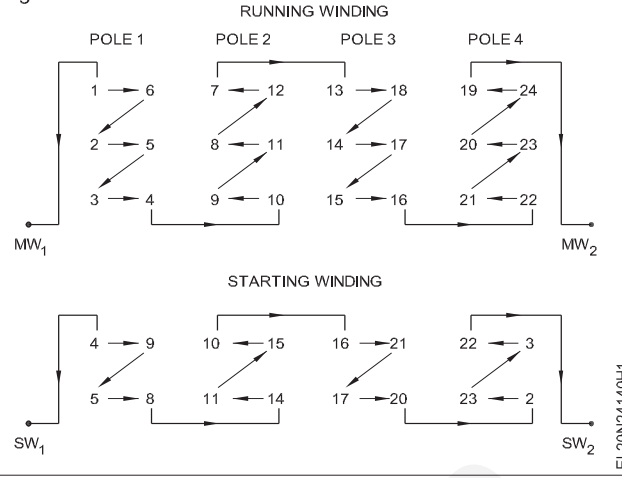 RUNNING WINDING
POLE 1 POLE 2 POLE 3 POLE 4
1 6 7 12 13 18 19 24
2 5 8 11 14 17 20 23
3 4 9 10 15 16 21 22
MW1 MW2
STARTING WINDING
4 9 10 15 16 21 22 3
5 8 11 14 17 20 23 2
SW1 SW2